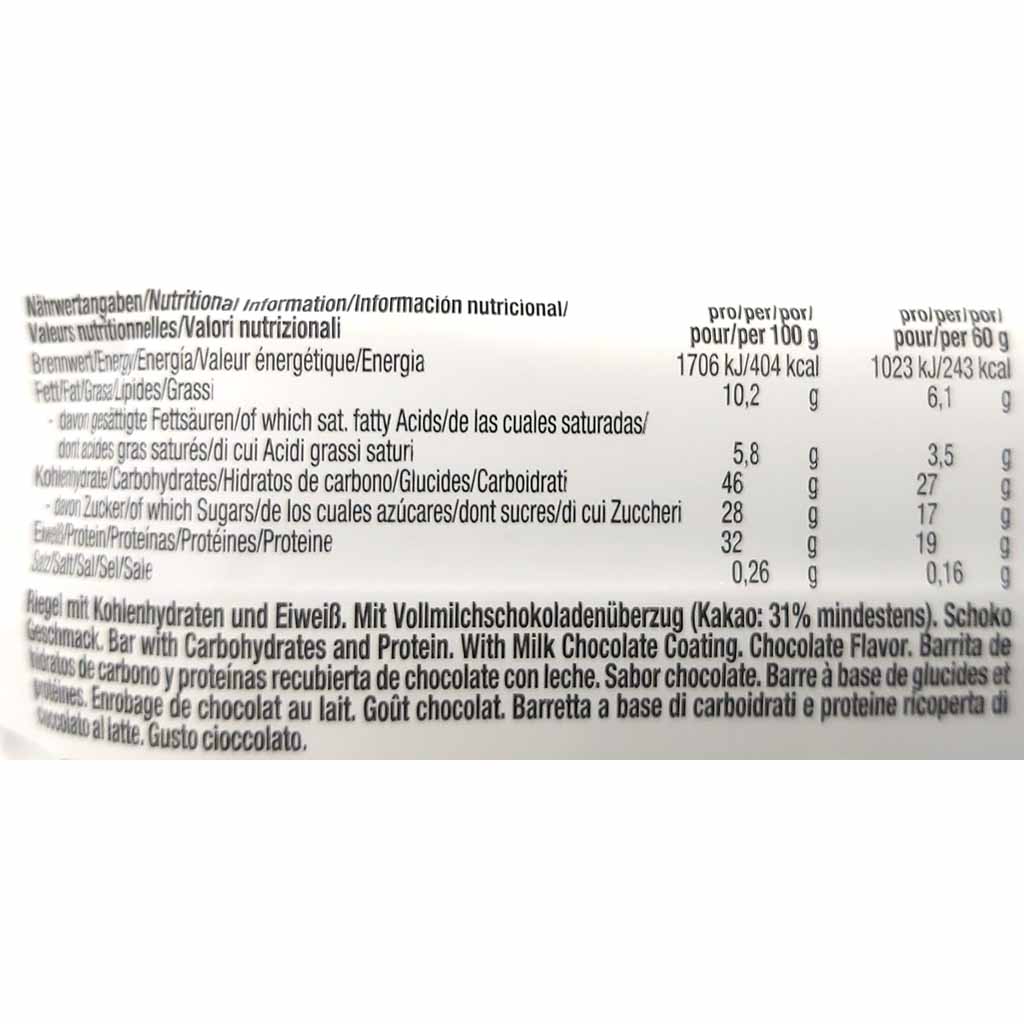 Nährwertangaben/Nutritional Information/Información nutricional/
Valeurs nutritionnelles/Valori nutrizionali
pro/per/por/ pro/per/por/
pour/per 100 g pour/per 60 g
Brennwert/Energy/Energía/Valeur énergétique/Energia 1706 kJ/404 kcal 1023 kJ/243 kcal
Fett/Fat/Grasa/Lipides/Grassi 10,2 g 6,1 g
- davon gesättigte Fettsäuren/of which sat. fatty Acids/de las cuales saturadas/
dont acides gras saturés/di cui Acidi grassi saturi 5,8 g 3,5 g
Kohlenhydrate/Carbohydrates/Hidratos de carbono/Glucides/Carboidrati 46 g 27 g
- davon Zucker/of which Sugars/de los cuales azúcares/dont sucres/di cui Zuccheri 28 g 17 g
Eiweiß/Protein/Proteínas/Protéines/Proteine 32 g 19 g
Salz/Salt/Sal/Sel/Sale 0,26 g 0,16 g
Riegel mit Kohlenhydraten und Eiweiß. Mit Vollmilchschokoladenüberzug (Kakao: 31% mindestens). Schoko
Geschmack. Bar with Carbohydrates and Protein. With Milk Chocolate Coating. Chocolate Flavor. Barrita de
hidratos de carbono y proteínas recubierta de chocolate con leche. Sabor chocolate. Barre à base de glucides et
protéines. Enrobage de chocolat au lait. Goût chocolat. Barretta a base di carboidrati e proteine ricoperta di
cioccolato al latte. Gusto cioccolato.